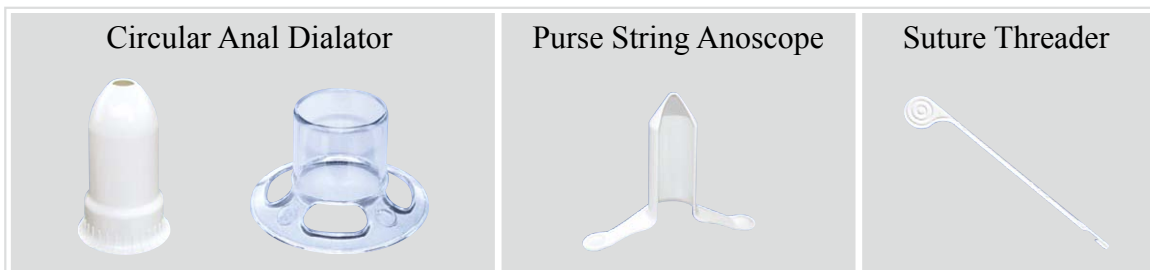 Circular Anal Dialator
Purse String Anoscope
Suture Threader